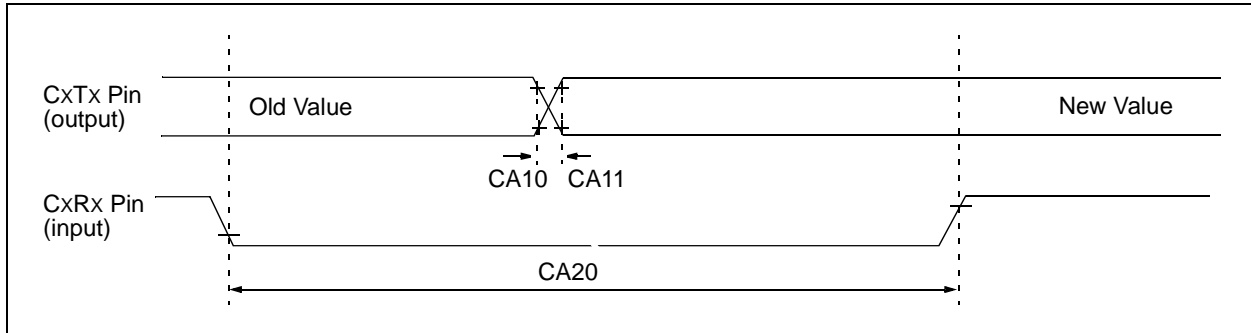 CXTX Pin
(output)
Old Value
New Value
CA10 CA11
CXRX Pin
(input)
CA20